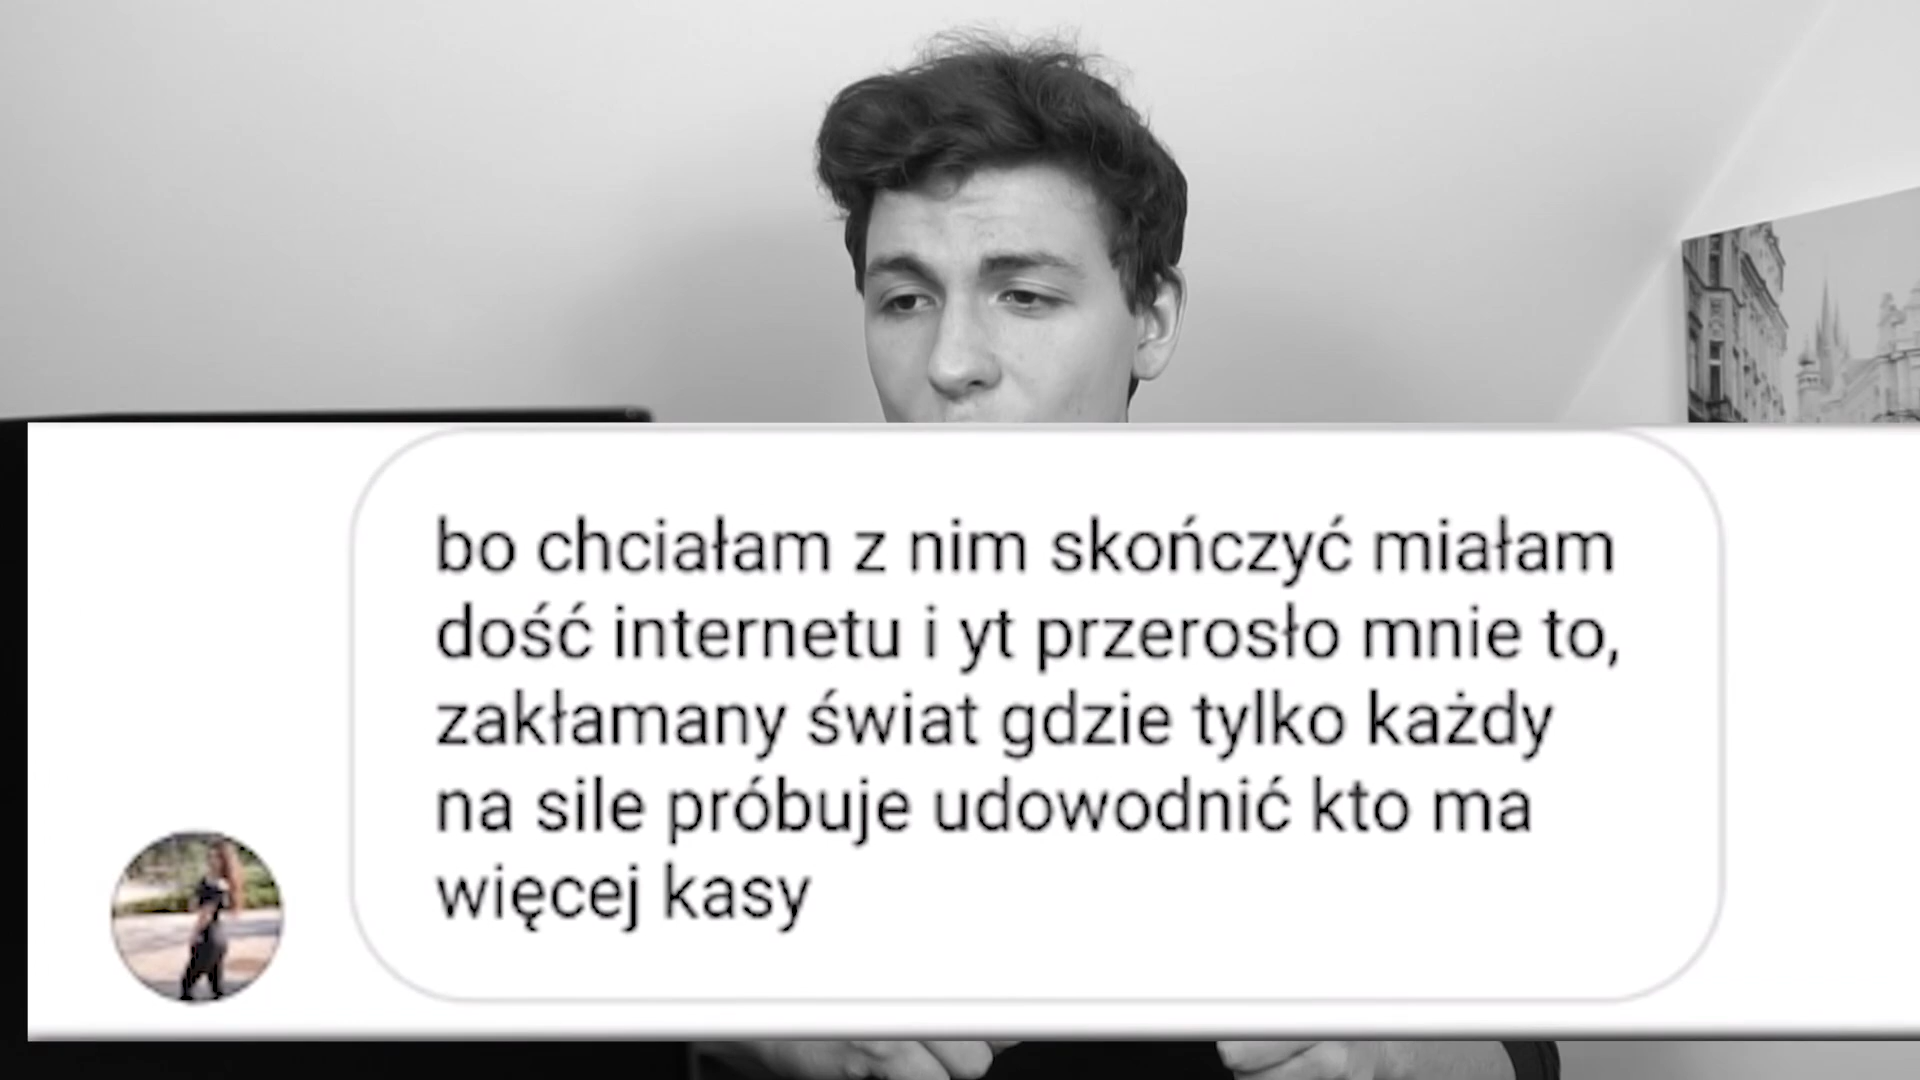 bo chciałam z nim skończyć miałam
dość internetu i yt przerosło mnie to,
zakłamany świat gdzie tylko każdy
na sile próbuje udowodnić kto ma
więcej kasy